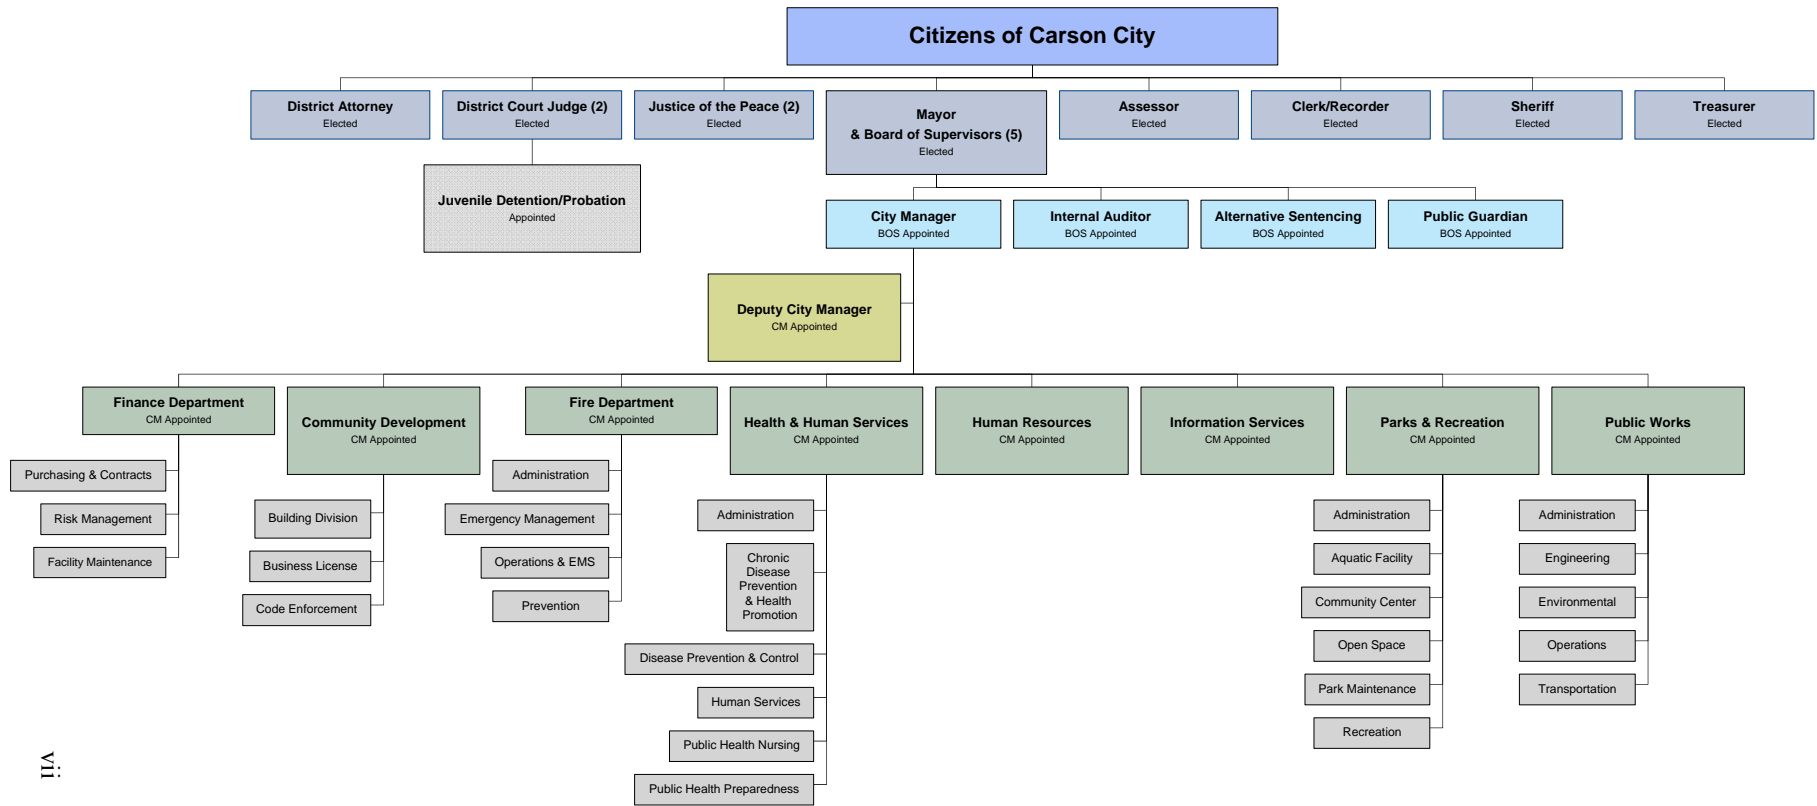 Citizens of Carson City
District Attorney
Elected
District Court Judge (2)
Elected
Justice of the Peace (2)
Elected
Mayor
& Board of Supervisors (5)
Elected
Assessor
Elected
Clerk/Recorder
Elected
Sheriff
Elected
Treasurer
Elected
Juvenile Detention/Probation
Appointed
City Manager
BOS Appointed
Internal Auditor
BOS Appointed
Alternative Sentencing
BOS Appointed
Public Guardian
BOS Appointed
Deputy City Manager
CM Appointed
Finance Department
CM Appointed
Purchasing & Contracts
Risk Management
Facility Maintenance
Community Development
CM Appointed
Building Division
Business License
Code Enforcement
Fire Department
CM Appointed
Administration
Emergency Management
Operations & EMS
Prevention
Health & Human Services
CM Appointed
Administration
Chronic
Disease
Prevention
& Health
Promotion
Disease Prevention & Control
Human Services
Public Health Nursing
Public Health Preparedness
Human Resources
CM Appointed
Information Services
CM Appointed
Parks & Recreation
CM Appointed
Administration
Aquatic Facility
Community Center
Open Space
Park Maintenance
Recreation
Public Works
CM Appointed
Administration
Engineering
Environmental
Operations
Transportation
vii